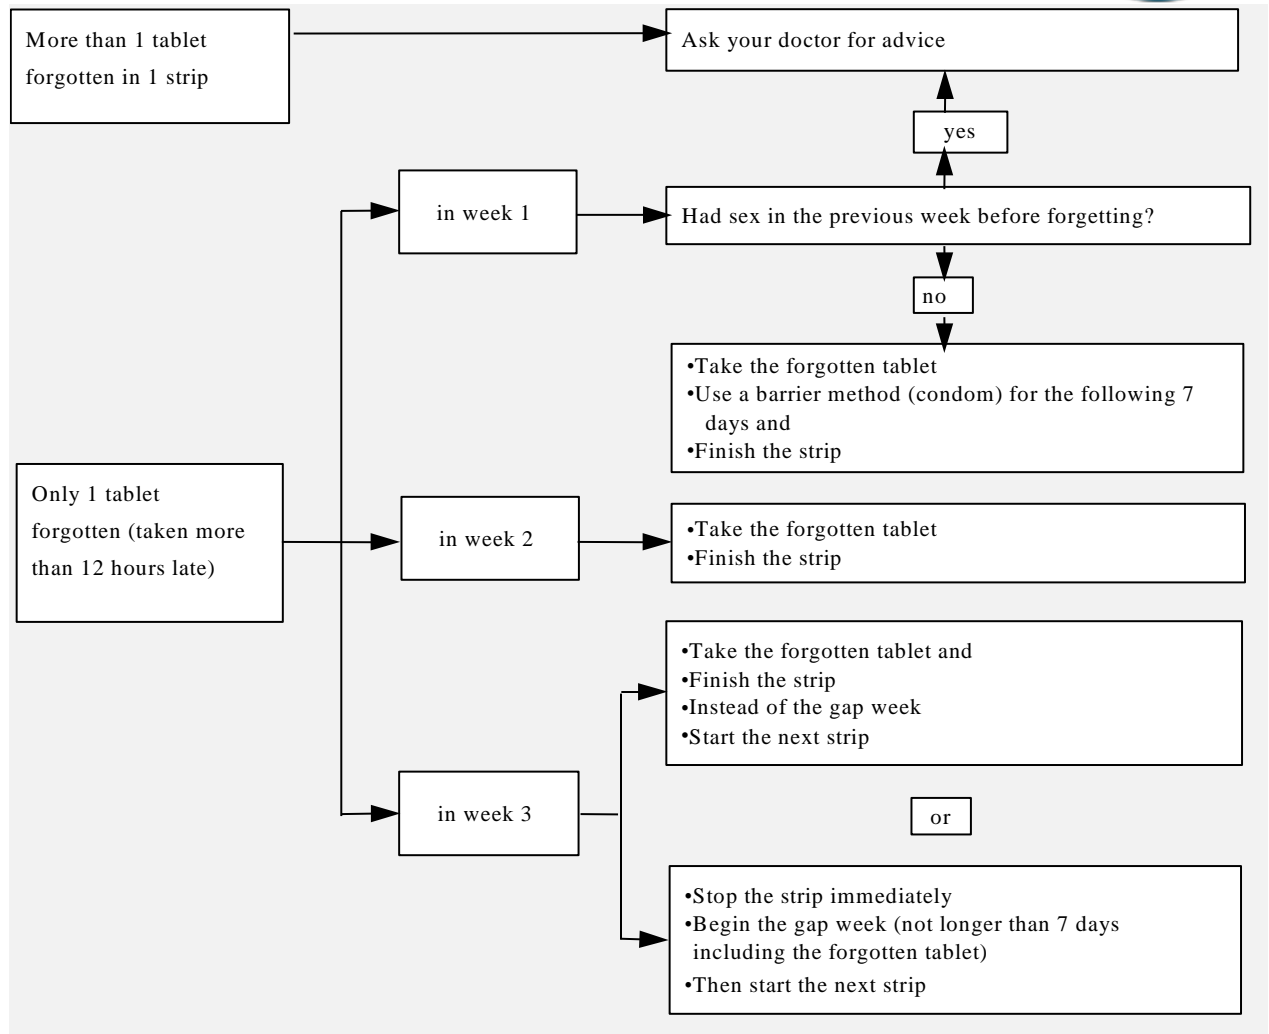 More than 1 tablet
forgotten in 1 strip
Ask your doctor for advice
yes
in week 1
Had sex in the previous week before forgetting?
no
•Take the forgotten tablet
•Use a barrier method (condom) for the following 7
days and
•Finish the strip
Only 1 tablet
forgotten (taken more
than 12 hours late)
in week 2
•Take the forgotten tablet
•Finish the strip
•Take the forgotten tablet and
•Finish the strip
•Instead of the gap week
•Start the next strip
in week 3
or
•Stop the strip immediately
•Begin the gap week (not longer than 7 days
including the forgotten tablet)
•Then start the next strip